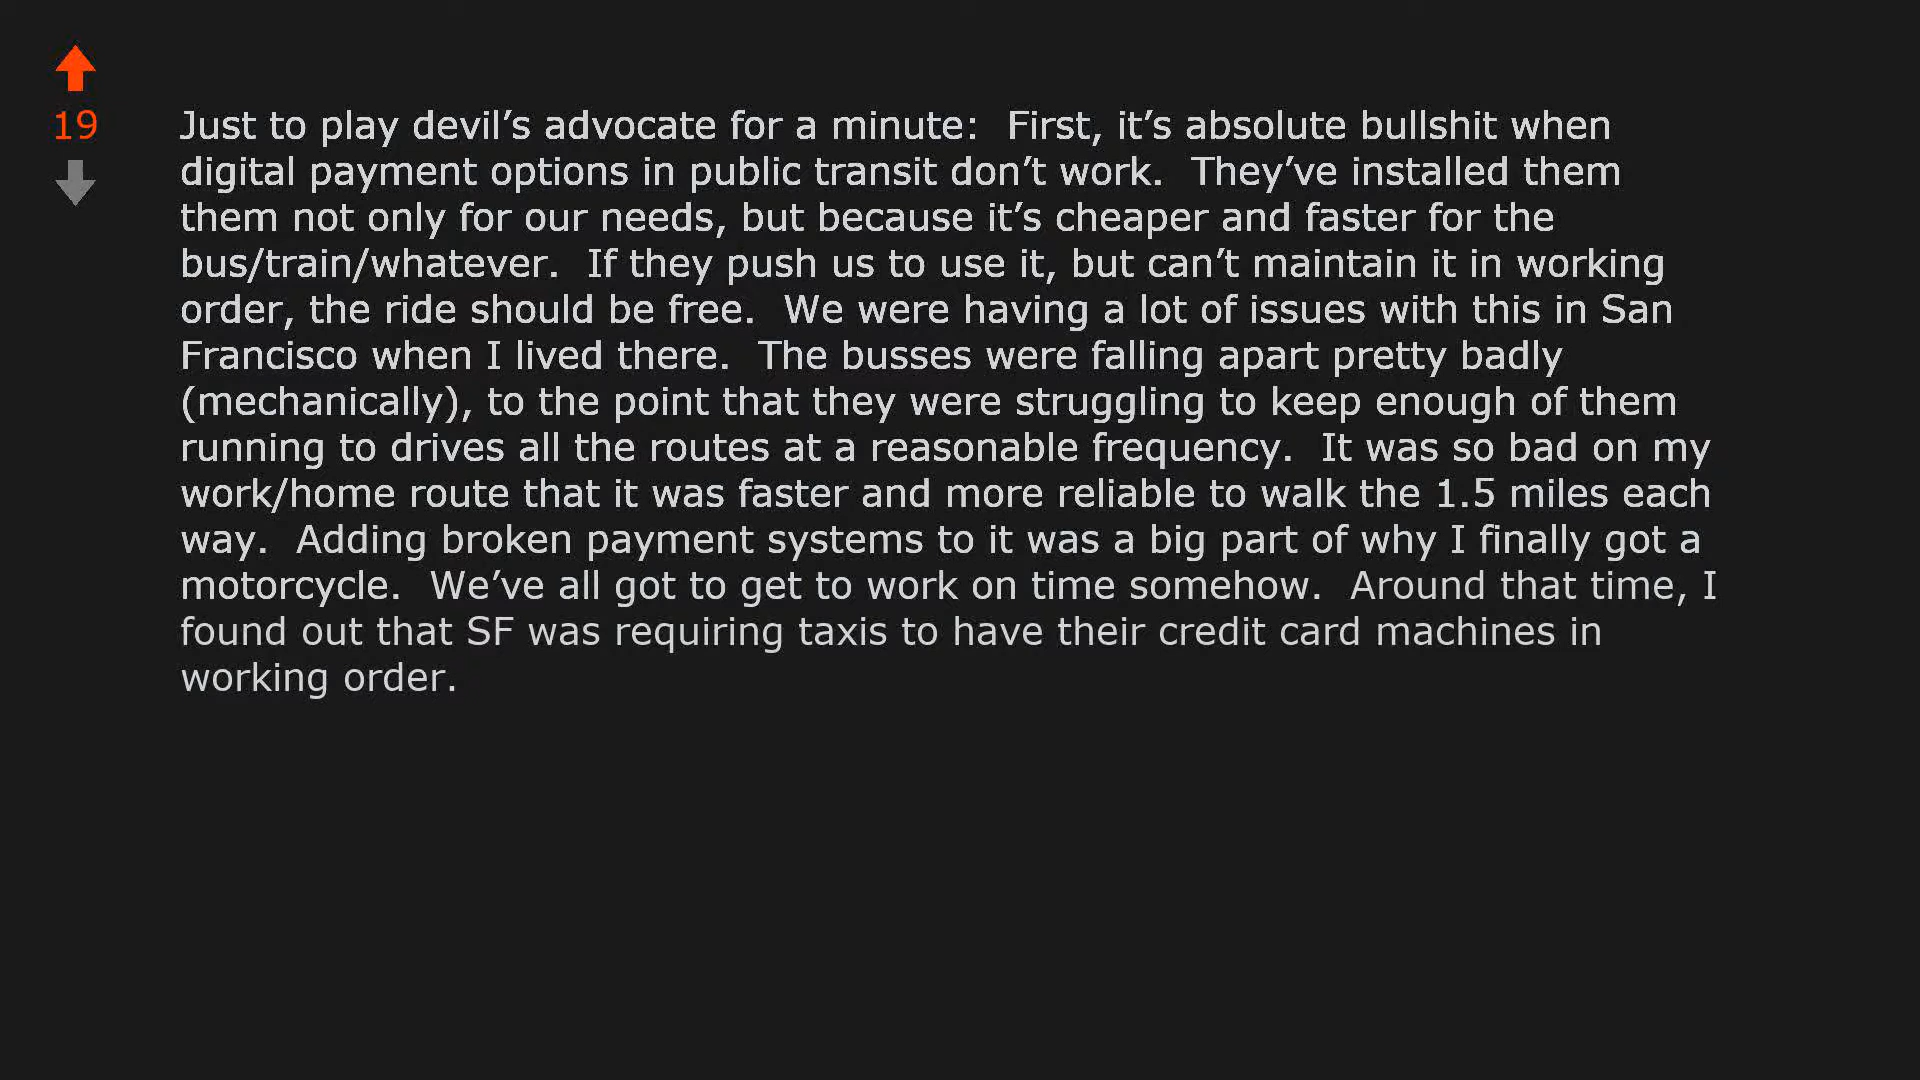 19
Just to play devil’s advocate for a minute:  First, it’s absolute bullshit when
digital payment options in public transit don’t work.  They’ve installed them
them not only for our needs, but because it’s cheaper and faster for the
bus/train/whatever.  If they push us to use it, but can’t maintain it in working
order, the ride should be free.  We were having a lot of issues with this in San
Francisco when I lived there.  The busses were falling apart pretty badly
(mechanically), to the point that they were struggling to keep enough of them
running to drives all the routes at a reasonable frequency.  It was so bad on my
work/home route that it was faster and more reliable to walk the 1.5 miles each
way.  Adding broken payment systems to it was a big part of why I finally got a
motorcycle.  We’ve all got to get to work on time somehow.  Around that time, I
found out that SF was requiring taxis to have their credit card machines in
working order.